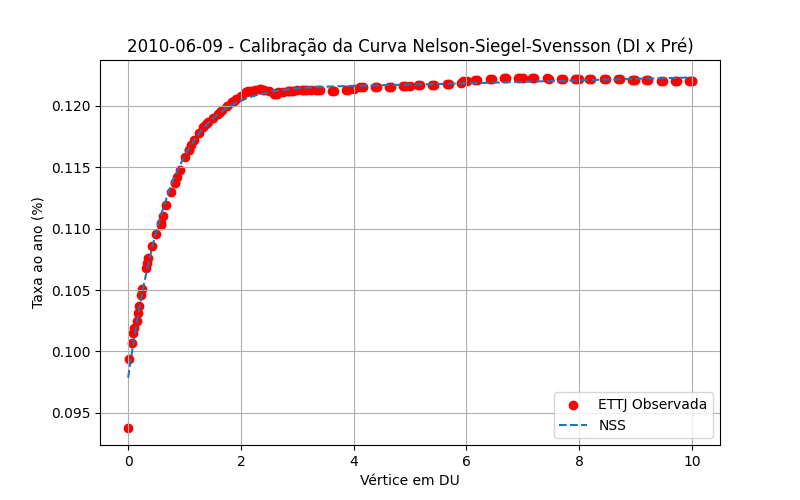 2010-06-09 - Calibração da Curva Nelson-Siegel-Svensson (DI x Pré)
Taxa ao ano (%)
0.120
0.115
0.110
0.105
0.100
0.095
0
2
4
6
8
10
Vértice em DU
ETTJ Observada
NSS